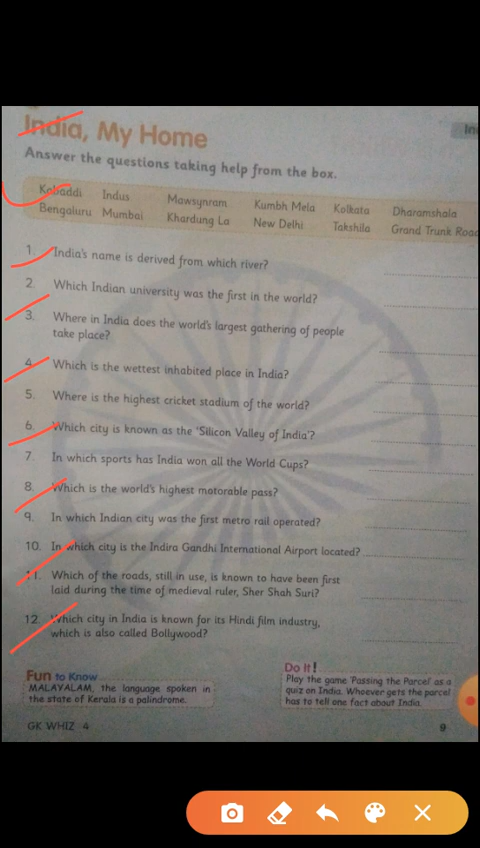 India, My Home
In
Answer the questions taking help from the box.
Kabaddi Indus Mawsynram Kumbh Mela Kolkata Dharamshala
Bengaluru Mumbai Khardung La New Delhi Takshila Grand Trunk Road
1. India's name is derived from which river?
2. Which Indian university was the first in the world?
3. Where in India does the world's largest gathering of people
take place?
4. Which is the wettest inhabited place in India?
5. Where is the highest cricket stadium of the world?
6. Which city is known as the 'Silicon Valley of India'?
7. In which sports has India won all the World Cups?
8. Which is the world's highest motorable pass?
9. In which Indian city was the first metro rail operated?
10. In which city is the Indira Gandhi International Airport located?
11. Which of the roads, still in use, is known to have been first
laid during the time of medieval ruler, Sher Shah Suri?
12. Which city in India is known for its Hindi film industry,
which is also called Bollywood?
Fun to Know
MALAYALAM, the language spoken in
the state of Kerala is a palindrome.
Do It!
Play the game 'Passing the Parcel' as a
quiz on India. Whoever gets the parcel
has to tell one fact about India.
GK WHIZ 4
9